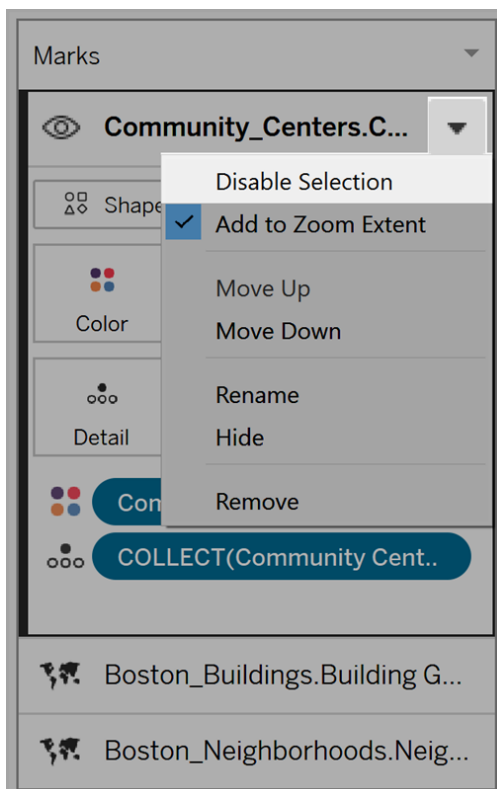 Marks
Community_Centers.C...
Disable Selection
Shape
Add to Zoom Extent
Move Up
Color
Move Down
Rename
Detail
Hide
Remove
COLLECT(Community Cent..
Boston_Buildings.Building G...
Boston_Neighborhoods.Neig...